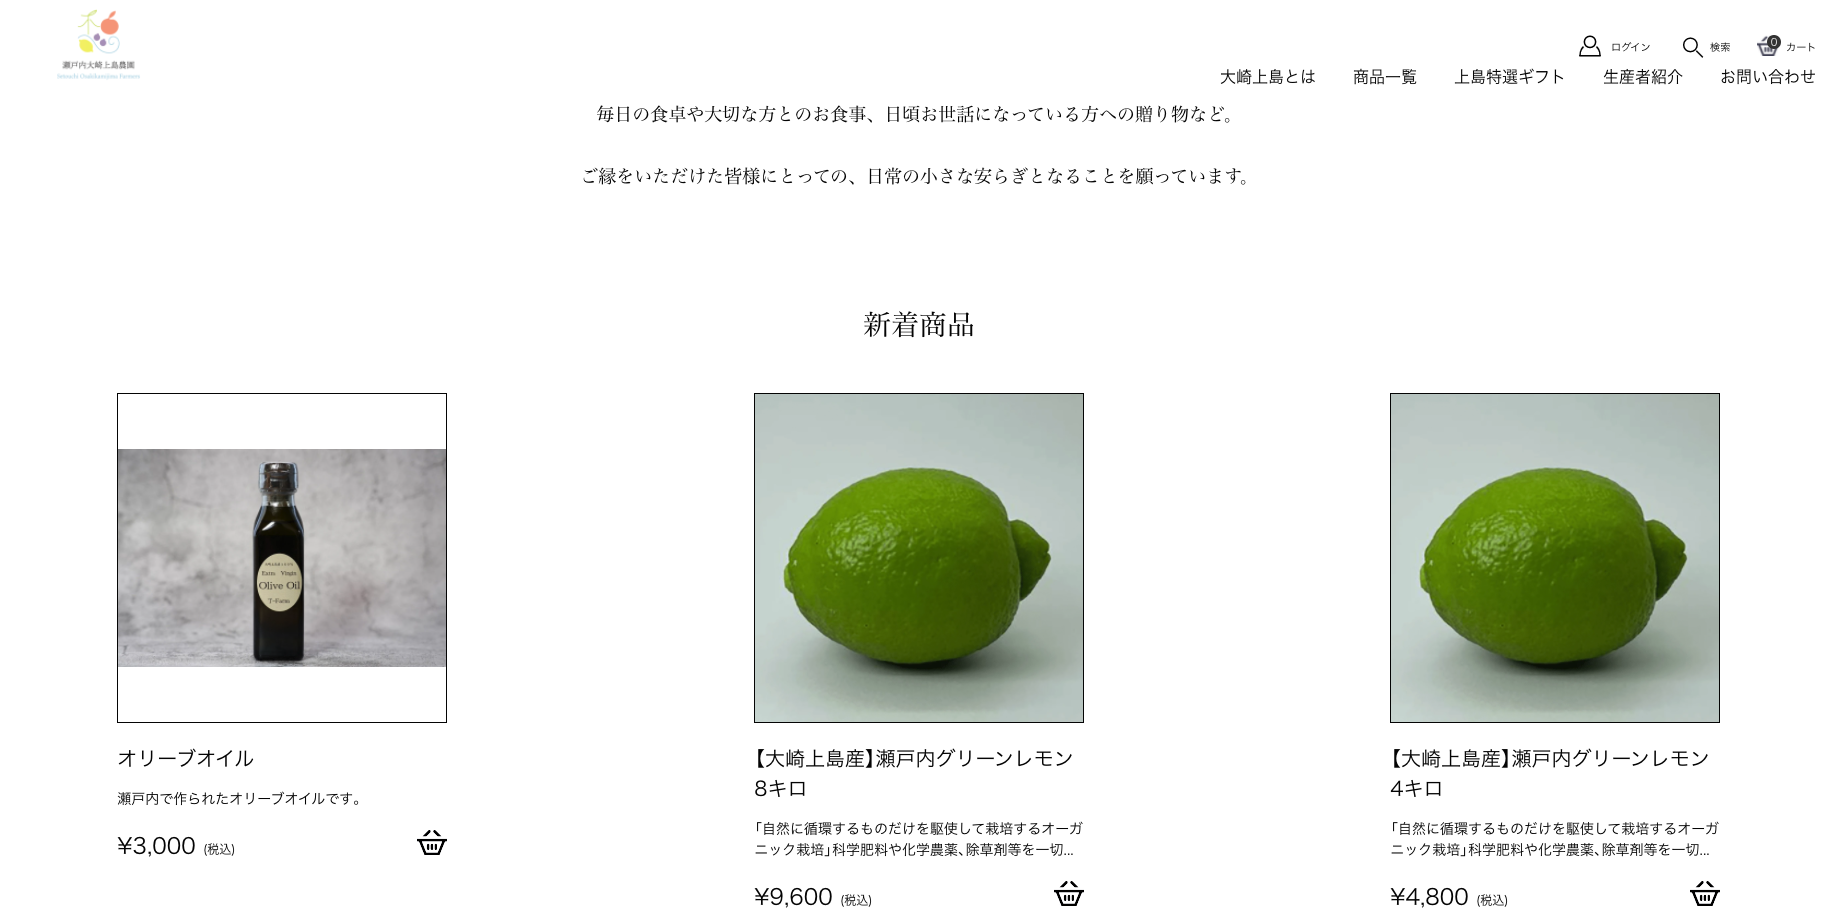 瀬戸内大崎上島農園
Setouchi Osakikamijima Farmers
ログイン
検索
0
カート
大崎上島とは
商品一覧
上島特選ギフト
生産者紹介
お問い合わせ
毎日の食卓や大切な方とのお食事、日頃お世話になっている方への贈り物など。
ご縁をいただけた皆様にとっての、日常の小さな安らぎとなることを願っています。
新着商品
Extra Virgin
Olive Oil
T-Farm
オリーブオイル
瀬戸内で作られたオリーブオイルです。
¥3,000 (税込)
【大崎上島産】瀬戸内グリーンレモン
8キロ
「自然に循環するものだけを駆使して栽培するオーガ
ニック栽培」科学肥料や化学農薬、除草剤等を一切...
¥9,600 (税込)
【大崎上島産】瀬戸内グリーンレモン
4キロ
「自然に循環するものだけを駆使して栽培するオーガ
ニック栽培」科学肥料や化学農薬、除草剤等を一切...
¥4,800 (税込)